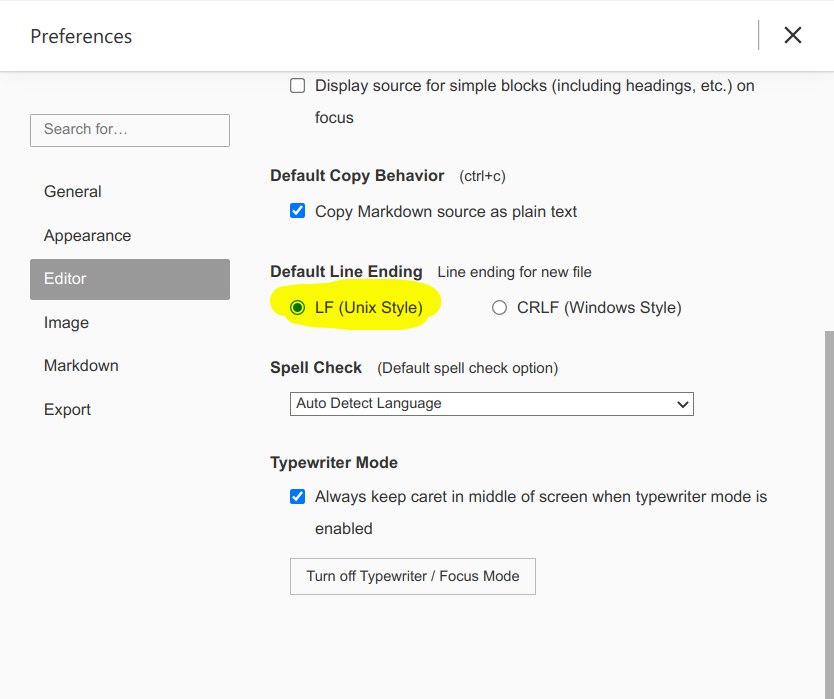 Preferences
Display source for simple blocks (including headings, etc.) on
focus
Search for…
General
Appearance
Editor
Image
Markdown
Export
Default Copy Behavior (ctrl+c)
Copy Markdown source as plain text
Default Line Ending Line ending for new file
LF (Unix Style) CRLF (Windows Style)
Spell Check (Default spell check option)
Auto Detect Language
Typewriter Mode
Always keep caret in middle of screen when typewriter mode is
enabled
Turn off Typewriter / Focus Mode